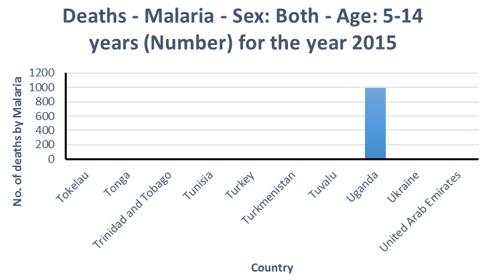 Deaths - Malaria - Sex: Both - Age: 5-14
years (Number) for the year 2015
No. of deaths by Malaria
1200
1000
800
600
400
200
0
Tokelau
Tonga
Trinidad and Tobago
Tunisia
Turkey
Turkmenistan
Tuvalu
Uganda
Ukraine
United Arab Emirates
Country